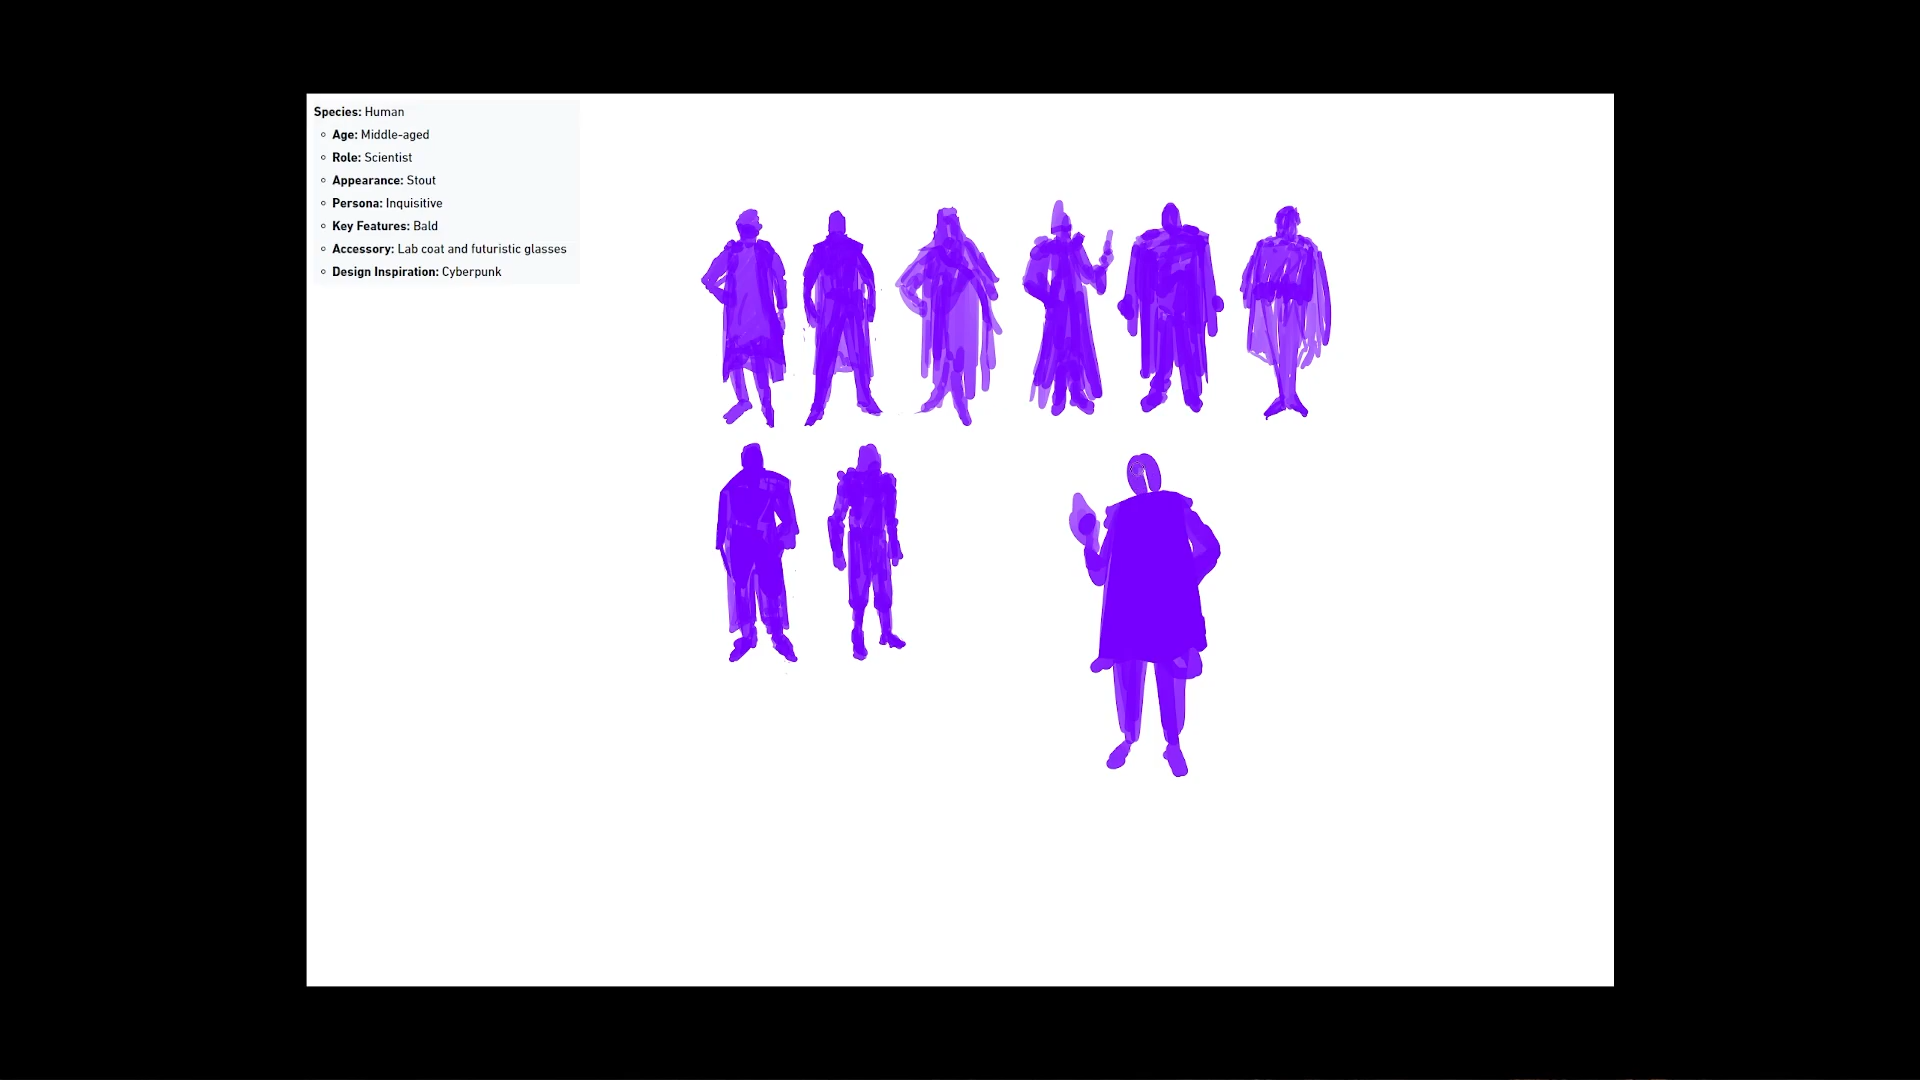 Species: Human
Age: Middle-aged
Role: Scientist
Appearance: Stout
Persona: Inquisitive
Key Features: Bald
Accessory: Lab coat and futuristic glasses
Design Inspiration: Cyberpunk